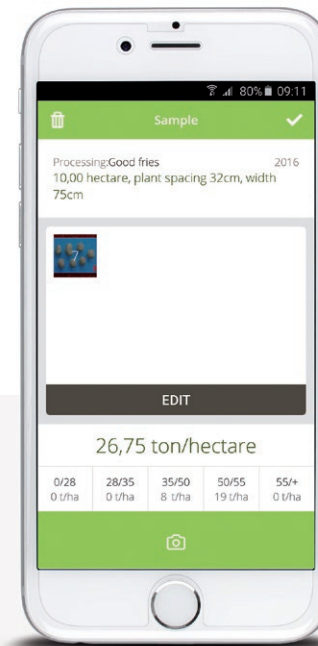 80% 09:11
Sample
Processing:Good fries 2016
10,00 hectare, plant spacing 32cm, width
75cm
7
EDIT
26,75 ton/hectare
0/28 28/35 35/50 50/55 55/+
0 t/ha 0 t/ha 8 t/ha 19 t/ha 0 t/ha